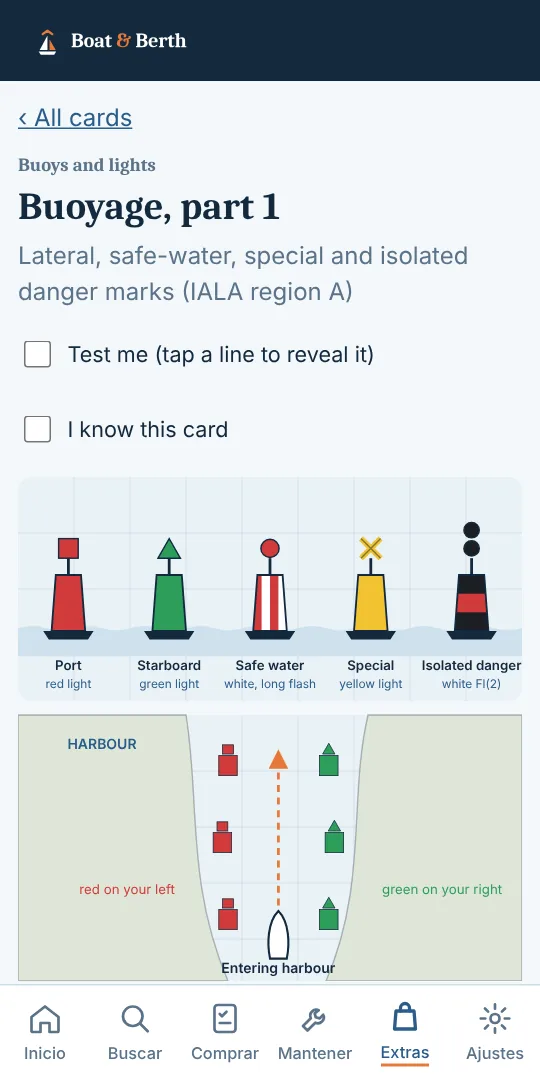 Boat & Berth
‹ All cards
Buoys and lights
Buoyage, part 1
Lateral, safe-water, special and isolated
danger marks (IALA region A)
Test me (tap a line to reveal it)
I know this card
Port
red light
Starboard
green light
Safe water
white, long flash
Special
yellow light
Isolated danger
white Fl(2)
HARBOUR
red on your left
green on your right
Entering harbour
Inicio
Buscar
Comprar
Mantener
Extras
Ajustes